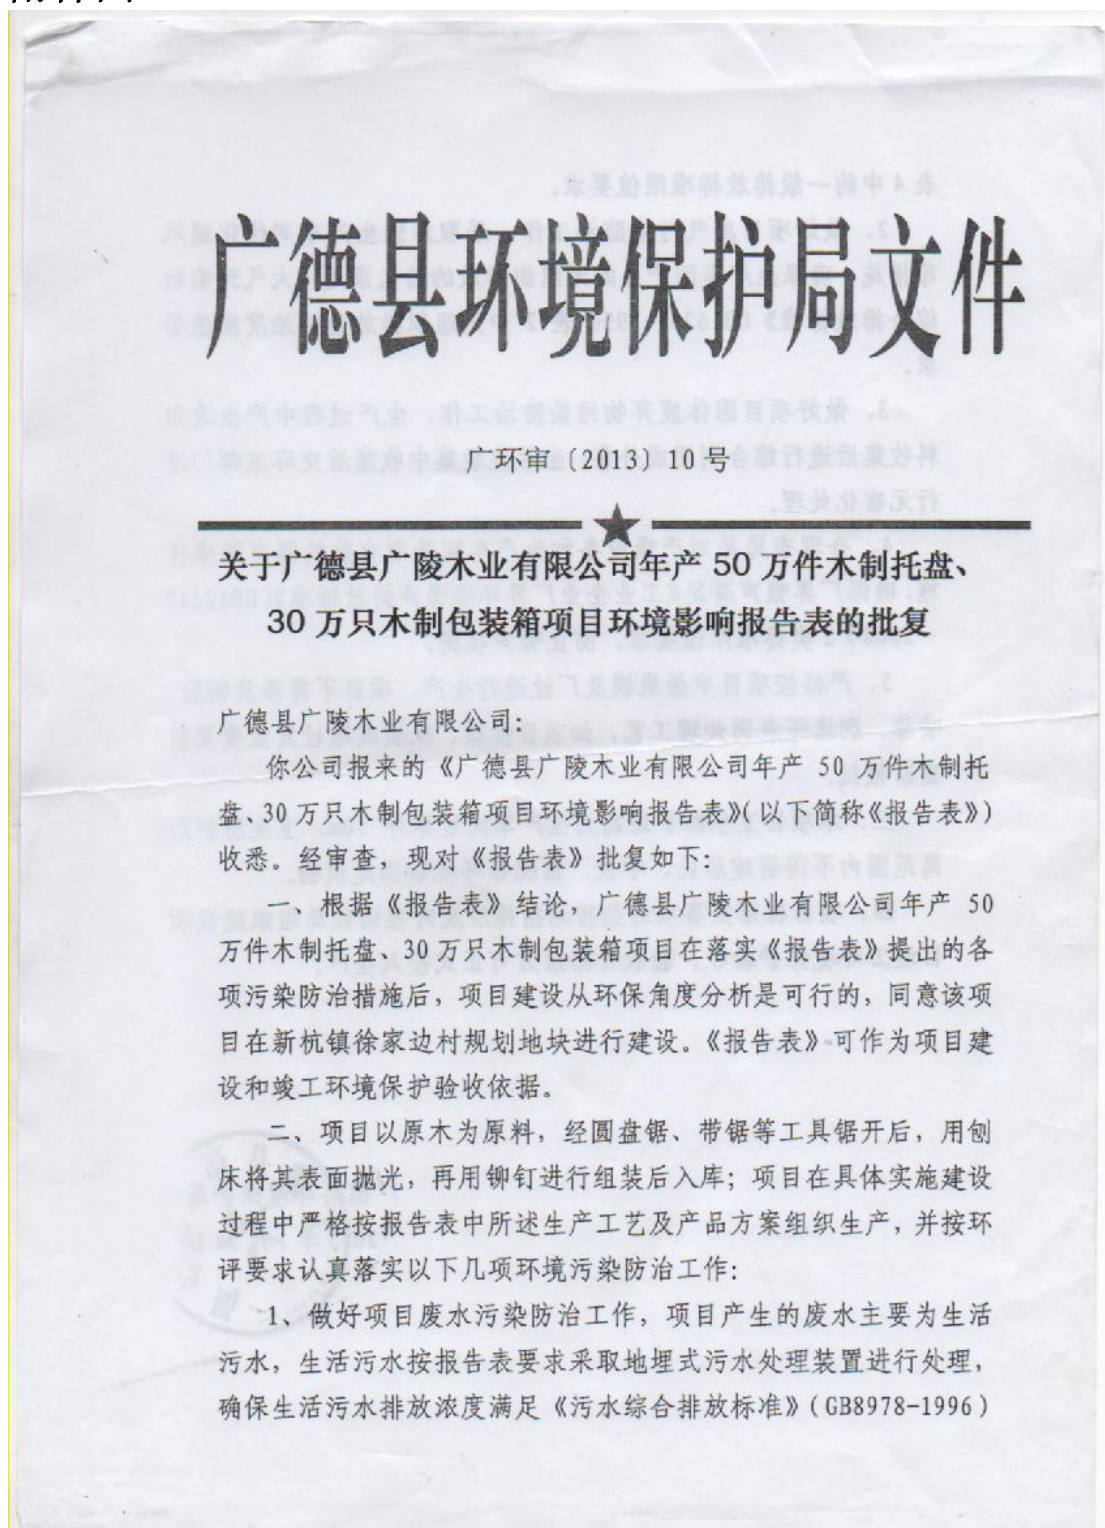 广德县环境保护局文件
广环审〔2013〕10号
关于广德县广陵木业有限公司年产 50 万件木制托盘、
30 万只木制包装箱项目环境影响报告表的批复
广德县广陵木业有限公司：
你公司报来的《广德县广陵木业有限公司年产 50 万件木制托
盘、30 万只木制包装箱项目环境影响报告表》（以下简称《报告表》）
收悉。经审查，现对《报告表》批复如下：
一、根据《报告表》结论，广德县广陵木业有限公司年产 50
万件木制托盘、30 万只木制包装箱项目在落实《报告表》提出的各
项污染防治措施后，项目建设从环保角度分析是可行的，同意该项
目在新杭镇徐家边村规划地块进行建设。《报告表》可作为项目建
设和竣工环境保护验收依据。
二、项目以原木为原料，经圆盘锯、带锯等工具锯开后，用刨
床将其表面抛光，再用铆钉进行组装后入库；项目在具体实施建设
过程中严格按报告表中所述生产工艺及产品方案组织生产，并按环
评要求认真落实以下几项环境污染防治工作：
1、做好项目废水污染防治工作，项目产生的废水主要为生活
污水，生活污水按报告表要求采取地埋式污水处理装置进行处理，
确保生活污水排放浓度满足《污水综合排放标准》（GB8978-1996）